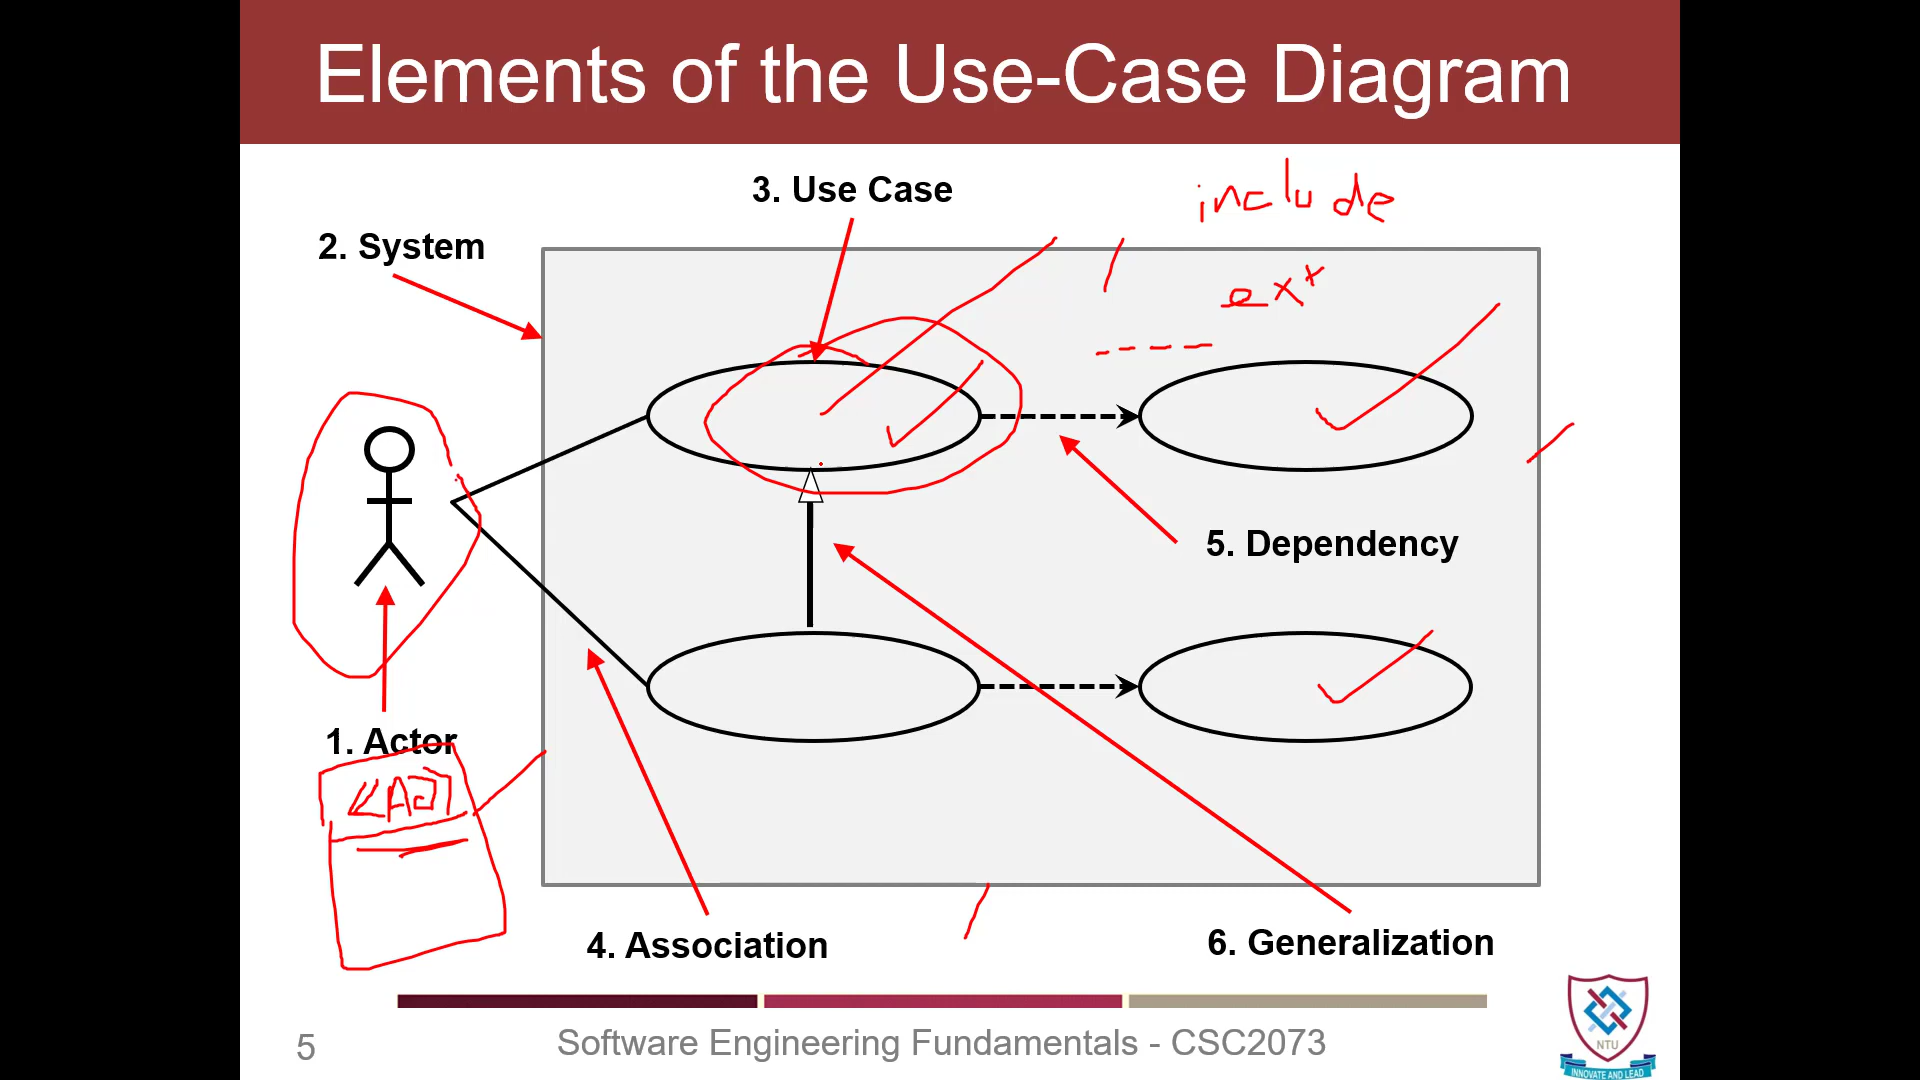 Elements of the Use-Case Diagram
3. Use Case
include
2. System
ext
5. Dependency
1. Actor
4. Association
6. Generalization
5
Software Engineering Fundamentals - CSC2073
NTU
INNOVATE AND LEAD